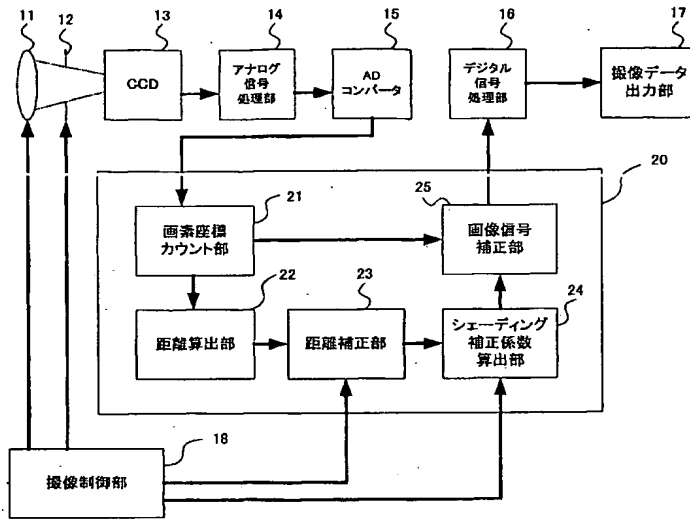 11
12
13
14
15
16
17
CCD
アナログ
信号
処理部
AD
コンバータ
デジタル
信号
処理部
撮像データ
出力部
20
21
25
画素座標
カウント部
画像信号
補正部
22
23
24
距離算出部
距離補正部
シェーディング
補正係数
算出部
18
撮像制御部